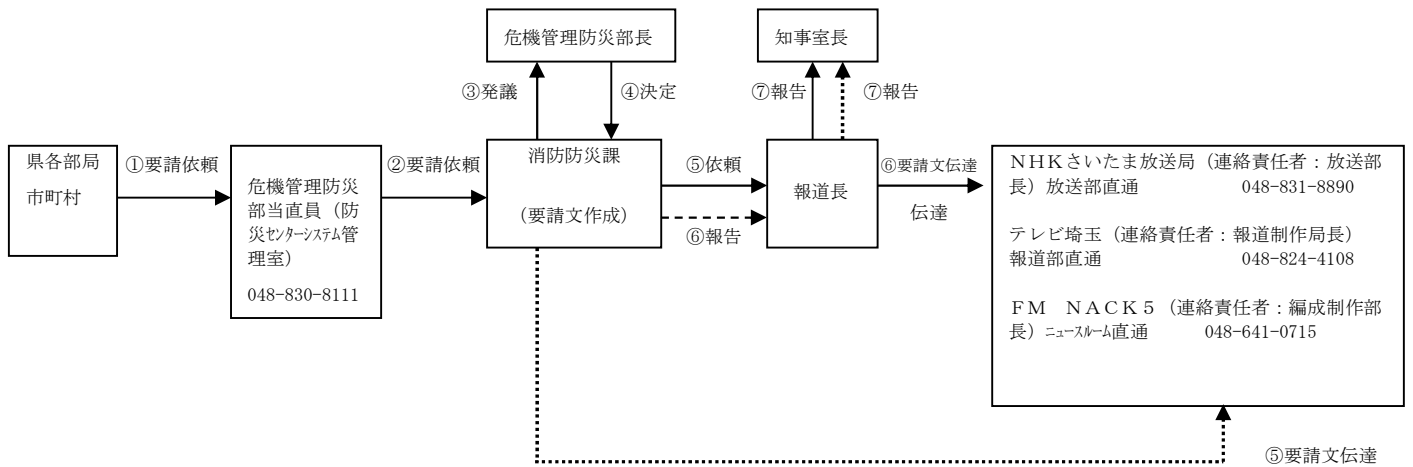 危機管理防災部長
知事室長
③発議
④決定
⑦報告
⑦報告
県各部局
市町村
①要請依頼
危機管理防災
部当直員（防
災ｾﾝﾀｰｼｽﾃﾑ管
理室）
048-830-8111
②要請依頼
消防防災課
（要請文作成）
⑤依頼
⑥報告
報道長
⑥要請文伝達
伝達
ＮＨＫさいたま放送局（連絡責任者：放送部
長）放送部直通 048-831-8890
テレビ埼玉（連絡責任者：報道制作局長）
報道部直通 048-824-4108
ＦＭ　ＮＡＣＫ５（連絡責任者：編成制作部
長）ﾆｭｰｽﾙｰﾑ直通 048-641-0715
⑤要請文伝達